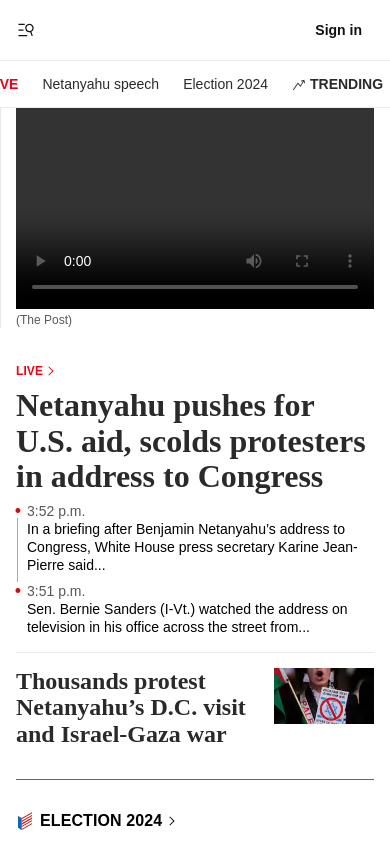 Sign in
VE
Netanyahu speech
Election 2024
TRENDING
0:00
(The Post)
LIVE
Netanyahu pushes for
U.S. aid, scolds protesters
in address to Congress
3:52 p.m.
In a briefing after Benjamin Netanyahu’s address to
Congress, White House press secretary Karine Jean-
Pierre said...
3:51 p.m.
Sen. Bernie Sanders (I-Vt.) watched the address on
television in his office across the street from...
Thousands protest
Netanyahu’s D.C. visit
and Israel-Gaza war
ELECTION 2024